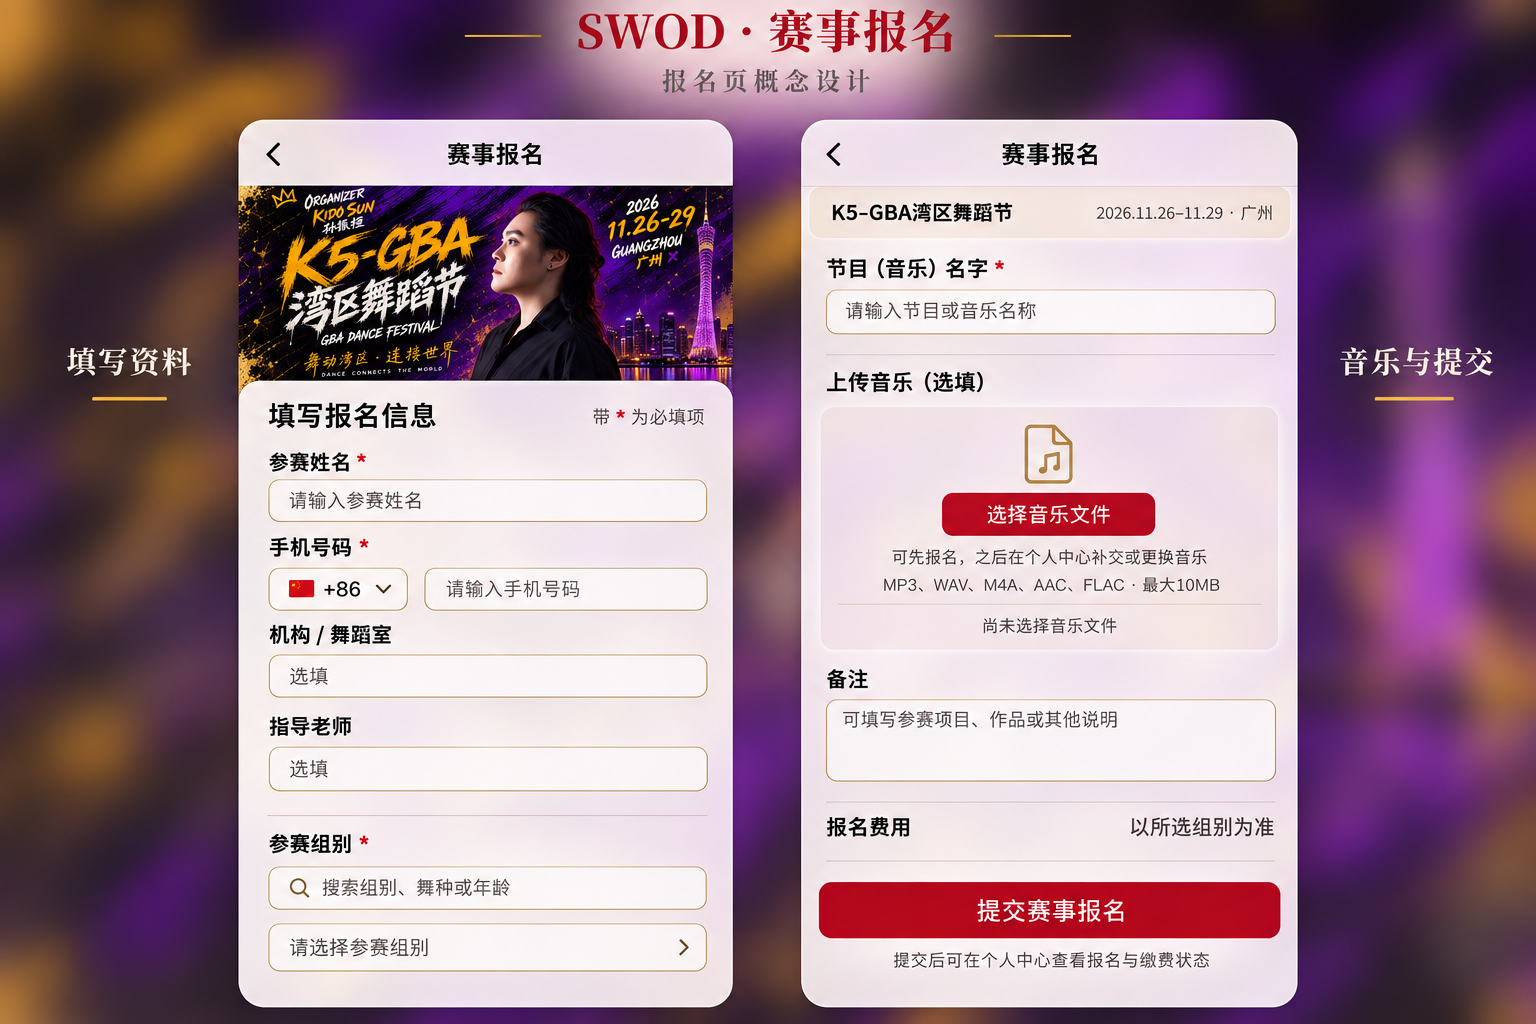 SWOD · 赛事报名
报名页概念设计
填写资料
赛事报名
ORGANIZER
KIDO SUN
孙振桓
K5-GBA
湾区舞蹈节
GBA DANCE FESTIVAL
舞动湾区 · 连接世界
DANCE CONNECTS THE WORLD
2026
11.26-29
GUANGZHOU
广州
填写报名信息
带 * 为必填项
参赛姓名 *
请输入参赛姓名
手机号码 *
+86
请输入手机号码
机构 / 舞蹈室
选填
指导老师
选填
参赛组别 *
搜索组别、舞种或年龄
请选择参赛组别
赛事报名
K5-GBA湾区舞蹈节
2026.11.26-11.29 · 广州
节目（音乐）名字 *
请输入节目或音乐名称
上传音乐（选填）
选择音乐文件
可先报名，之后在个人中心补交或更换音乐
MP3、WAV、M4A、AAC、FLAC · 最大10MB
尚未选择音乐文件
备注
可填写参赛项目、作品或其他说明
报名费用
以所选组别为准
提交赛事报名
提交后可在个人中心查看报名与缴费状态
音乐与提交